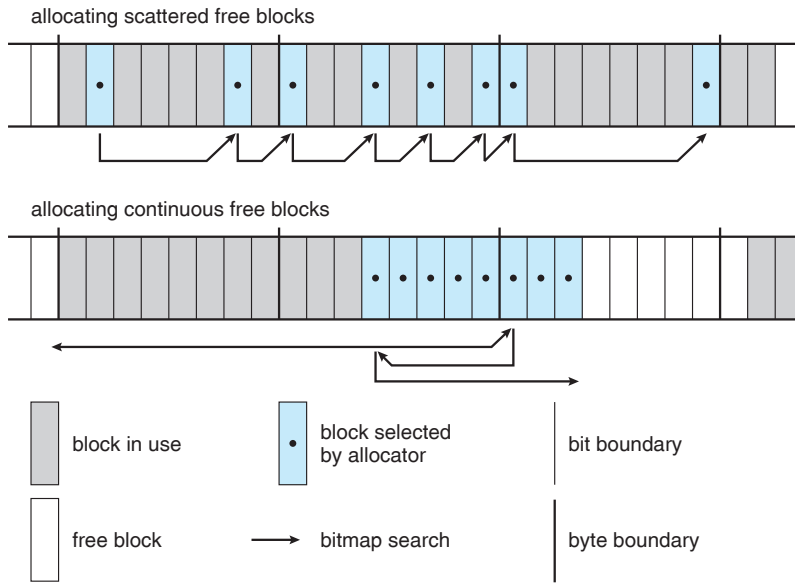 allocating scattered free blocks
allocating continuous free blocks
block in use
block selected
by allocator
bit boundary
free block
bitmap search
byte boundary